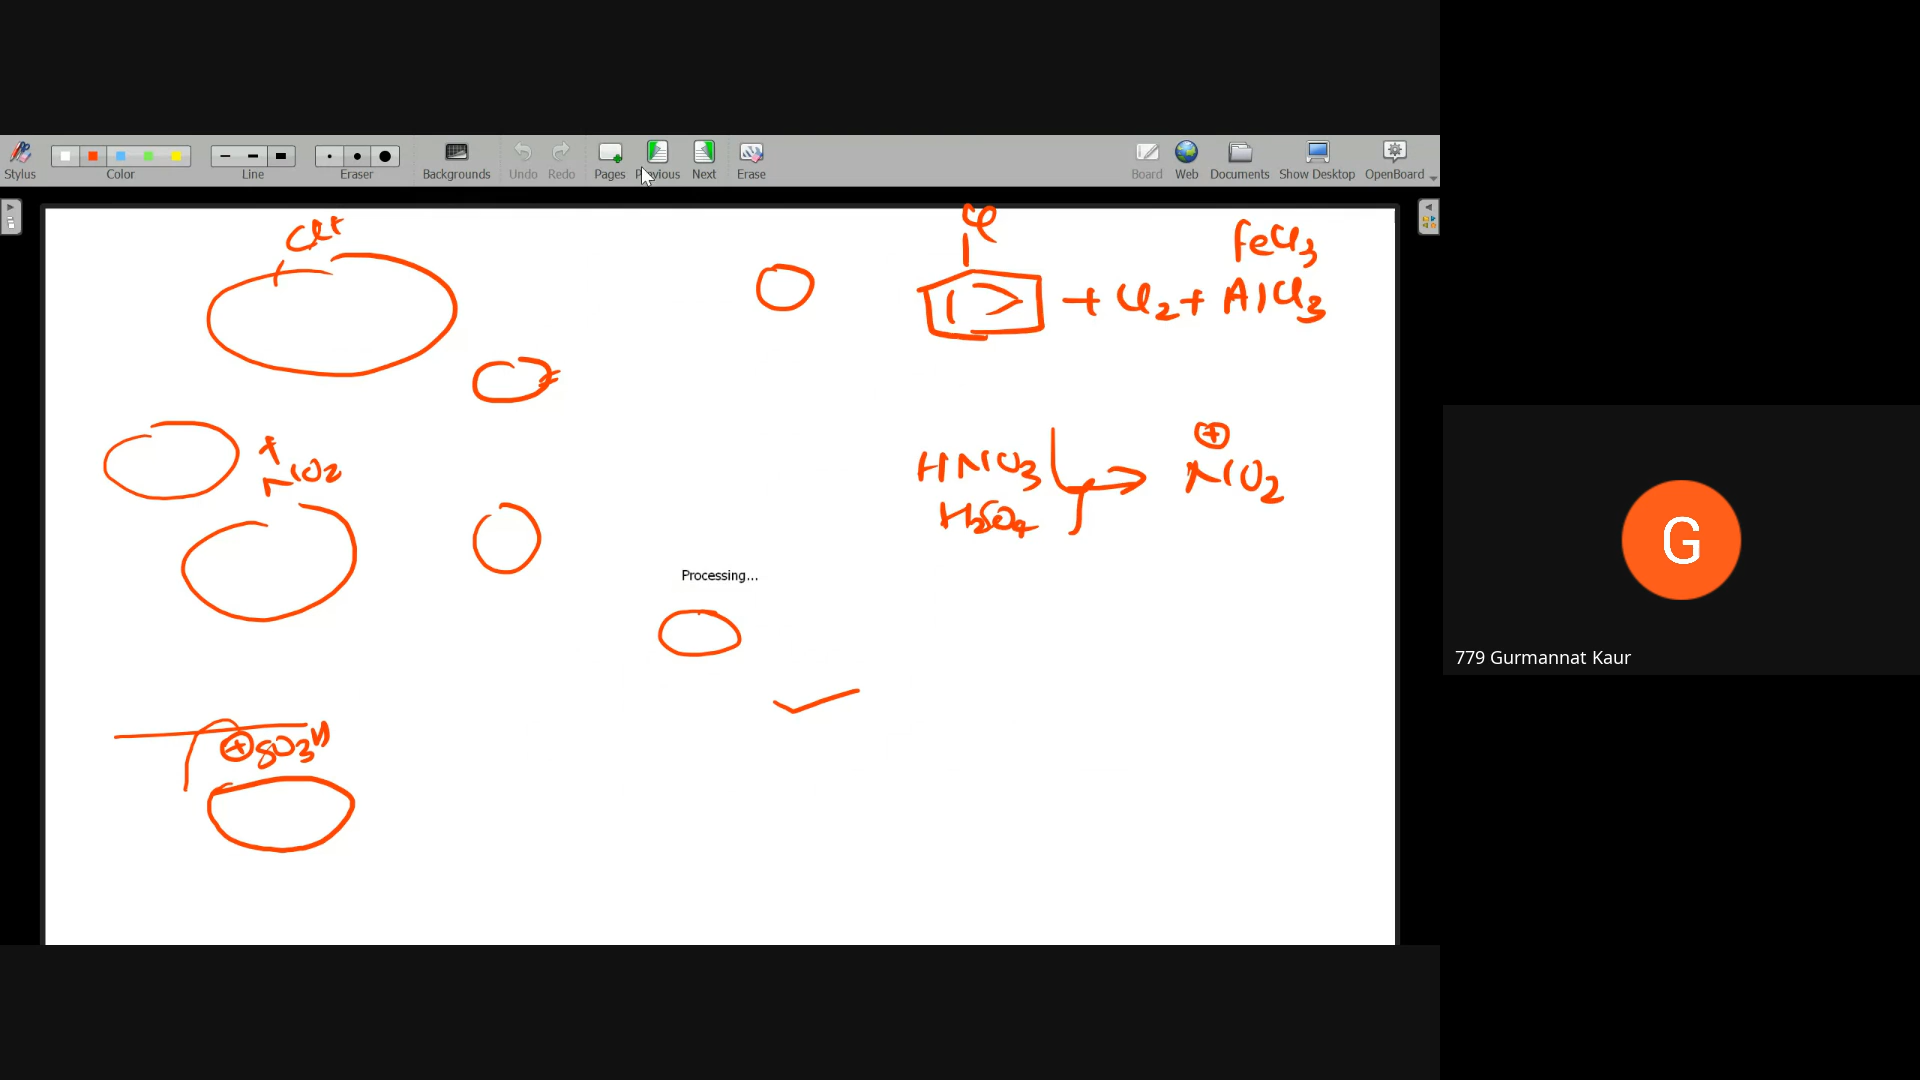 Stylus
Color
Line
Eraser
Backgrounds
Undo
Redo
Pages
Previous
Next
Erase
Board
Web
Documents
Show Desktop
OpenBoard
Cl+
Cl
FeCl3
+ Cl2 + AlCl3
+
NO2
HNO3
H2SO4
+
NO2
Processing...
+ SO3H
G
779 Gurmannat Kaur